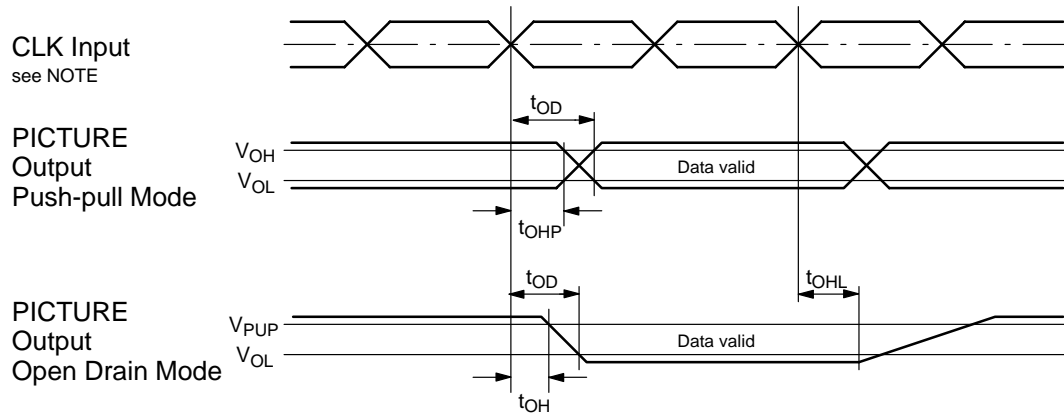 CLK Input
see NOTE
tOD
PICTURE
Output
Push-pull Mode
VOH
VOL
Data valid
tOHP
tOD
tOHL
PICTURE
Output
Open Drain Mode
VPUP
VOL
Data valid
tOH